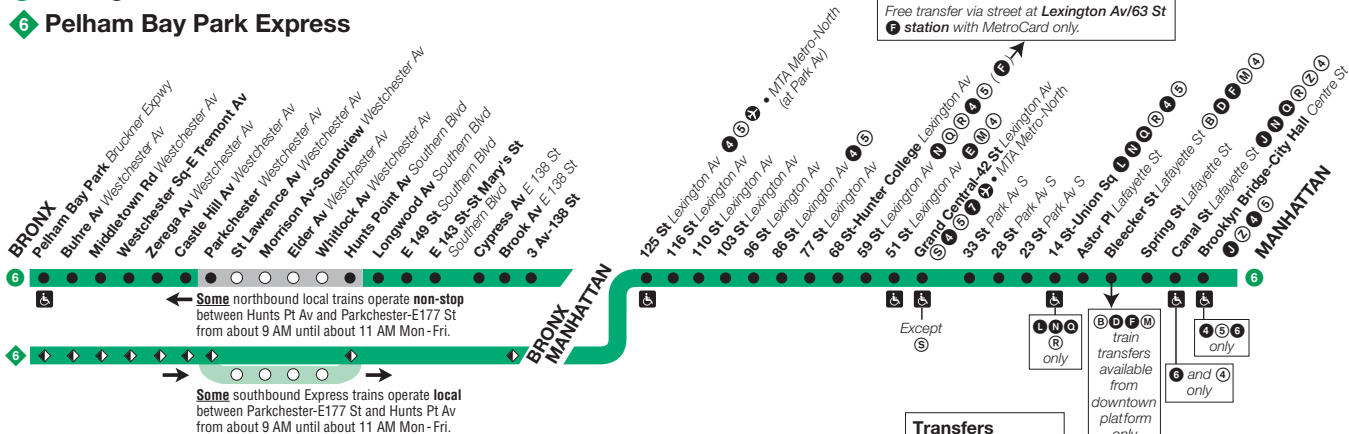 6 Pelham Bay Park Express
Free transfer via street at Lexington Av/63 St
F station with MetroCard only.
BRONX
Pelham Bay Park Bruckner Expwy
Buhre Av Westchester Av
Middletown Rd Westchester Av
Westchester Sq-E Tremont Av
Zerega Av Westchester Av
Castle Hill Av Westchester Av
Parkchester Westchester Av
St Lawrence Av Westchester Av
Morrison Av-Soundview Westchester Av
Elder Av Westchester Av
Whitlock Av Westchester Av
Hunts Point Av Southern Blvd
Longwood Av Southern Blvd
E 149 St Southern Blvd
E 143 St-St Mary's St
Southern Blvd
Cypress Av E 138 St
Brook Av E 138 St
3 Av-138 St
125 St Lexington Av 4 5 • MTA Metro-North
(at Park Av)
116 St Lexington Av
110 St Lexington Av
103 St Lexington Av
96 St Lexington Av
86 St Lexington Av 4 5
77 St Lexington Av
68 St-Hunter College Lexington Av
59 St Lexington Av N Q R 4 5 (F)
51 St Lexington Av E M 4
Grand Central-42 St Lexington Av
S 4 5 7 • MTA Metro-North
33 St Park Av S
28 St Park Av S
23 St Park Av S
14 St-Union Sq L N Q R 4 5
Astor Pl Lafayette St
Bleecker St Lafayette St B D F M 4
Spring St Lafayette St
Canal St Lafayette St J N Q R Z 4
Brooklyn Bridge-City Hall Centre St
J Z 4 5
MANHATTAN
6
6
Some northbound local trains operate non-stop
between Hunts Pt Av and Parkchester-E177 St
from about 9 AM until about 11 AM Mon-Fri.
BRONX
MANHATTAN
Except
S
L N Q
R
only
B D F M
train
transfers
available
from
downtown
platform
only
6 and 4
only
4 5 6
only
6
Some southbound Express trains operate local
between Parkchester-E177 St and Hunts Pt Av
from about 9 AM until about 11 AM Mon-Fri.
Transfers